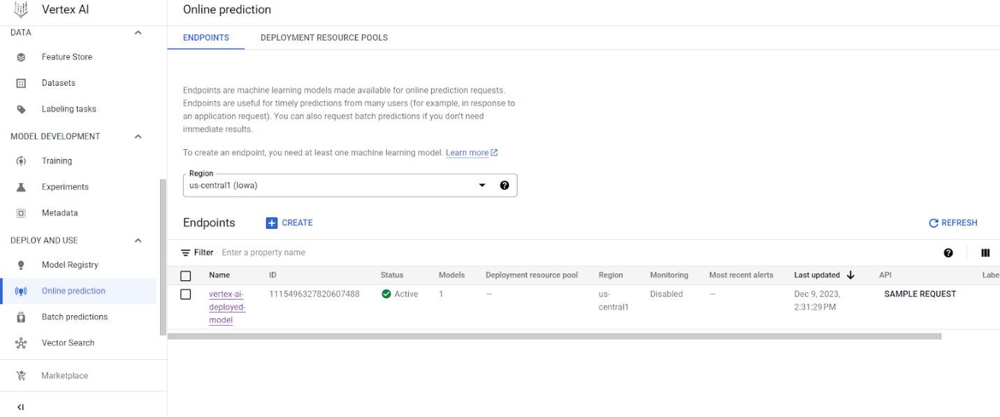 Vertex AI
DATA
Feature Store
Datasets
Labeling tasks
MODEL DEVELOPMENT
Training
Experiments
Metadata
DEPLOY AND USE
Model Registry
Online prediction
Batch predictions
Vector Search
Marketplace
Online prediction
ENDPOINTS DEPLOYMENT RESOURCE POOLS
Endpoints are machine learning models made available for online prediction requests.
Endpoints are useful for timely predictions from many users (for example, in response to
an application request). You can also request batch predictions if you don't need
immediate results.
To create an endpoint, you need at least one machine learning model. Learn more
Region
us-central1 (Iowa)
Endpoints CREATE REFRESH
Filter Enter a property name
Name ID Status Models Deployment resource pool Region Monitoring Most recent alerts Last updated API Labe
vertex-ai- 1115496327820607488 Active 1 — us- Disabled — Dec 9, 2023, SAMPLE REQUEST
deployed- central1 2:31:29 PM
model